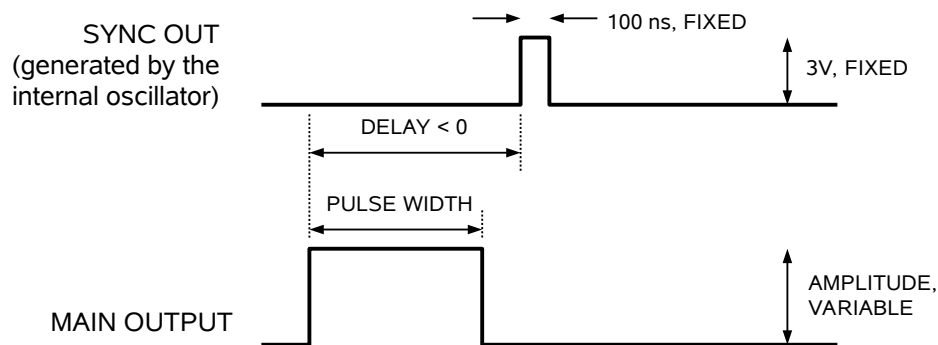 100 ns, FIXED
SYNC OUT
(generated by the
internal oscillator)
3V, FIXED
DELAY < 0
PULSE WIDTH
AMPLITUDE,
VARIABLE
MAIN OUTPUT